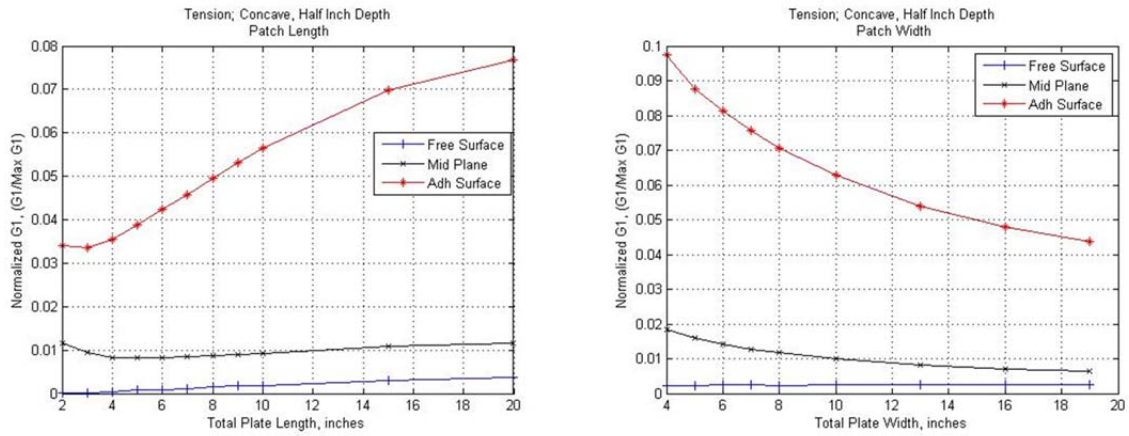 Tension; Concave, Half Inch Depth
Patch Length
0.08
0.07
0.06
0.05
0.04
0.03
0.02
0.01
0
Normalized G1, (G1/Max G1)
Free Surface
Mid Plane
Adh Surface
2 4 6 8 10 12 14 16 18 20
Total Plate Length, inches
Tension; Concave, Half Inch Depth
Patch Width
0.1
0.09
0.08
0.07
0.06
0.05
0.04
0.03
0.02
0.01
0
Normalized G1, (G1/Max G1)
Free Surface
Mid Plane
Adh Surface
4 6 8 10 12 14 16 18 20
Total Plate Width, inches